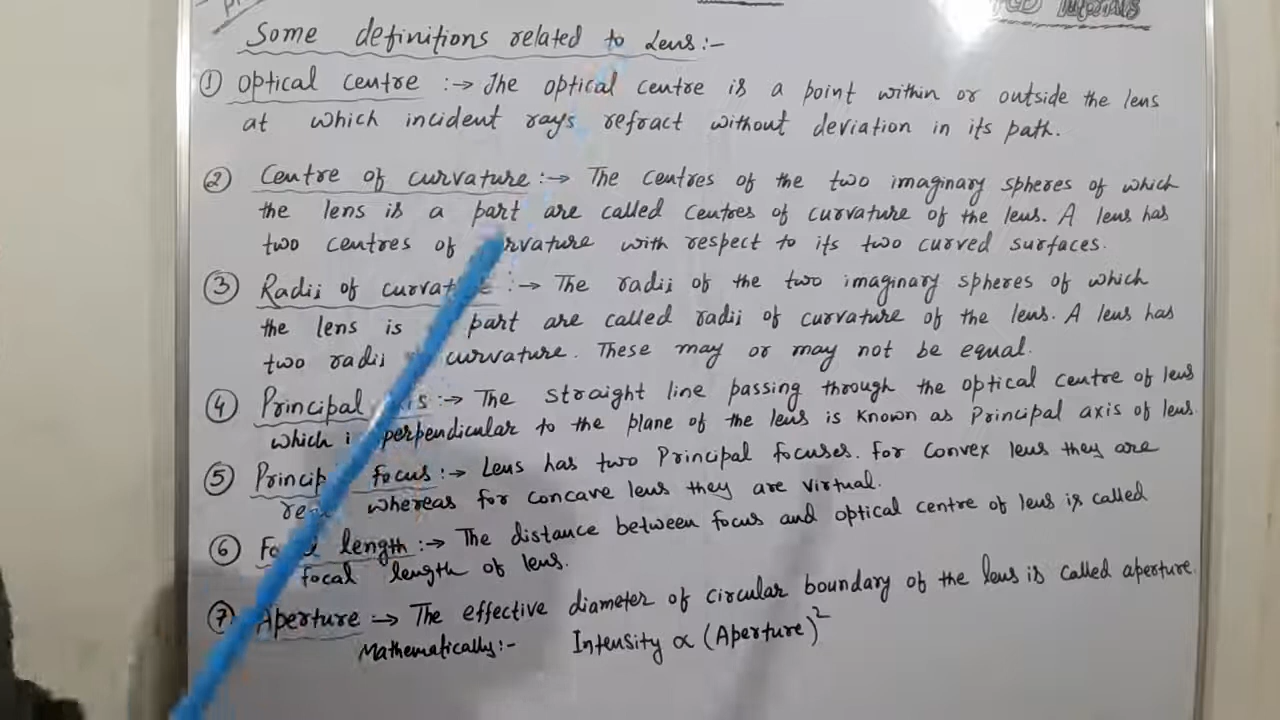 Some definitions related to Lens:-
① Optical centre :→ The optical centre is a point within or outside the lens
at which incident rays refract without deviation in its path.
② Centre of curvature :→ The centres of the two imaginary spheres of which
the lens is a part are called centres of curvature of the lens. A lens has
two centres of rvature with respect to its two curved surfaces.
③ Radii of curvat :→ The radii of the two imaginary spheres of which
the lens is part are called radii of curvature of the lens. A lens has
two radii curvature. These may or may not be equal.
④ Principal is :→ The straight line passing through the optical centre of lens
which i perpendicular to the plane of the lens is known as Principal axis of lens.
⑤ Princip focus :→ Lens has two Principal focuses. For convex lens they are
re whereas for concave lens they are virtual.
⑥ Fo l length :→ The distance between focus and optical centre of lens is called
focal length of lens.
⑦ Aperture :→ The effective diameter of circular boundary of the lens is called aperture.
Mathematically:- Intensity ∝ (Aperture)²